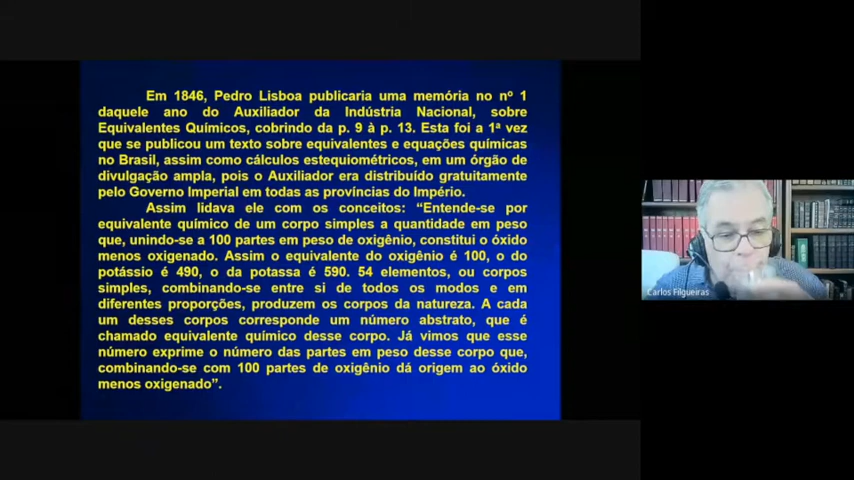 Em 1846, Pedro Lisboa publicaria uma memória no nº 1
daquele ano do Auxiliador da Indústria Nacional, sobre
Equivalentes Químicos, cobrindo da p. 9 à p. 13. Esta foi a 1ª vez
que se publicou um texto sobre equivalentes e equações químicas
no Brasil, assim como cálculos estequiométricos, em um órgão de
divulgação ampla, pois o Auxiliador era distribuído gratuitamente
pelo Governo Imperial em todas as províncias do Império.
Assim lidava ele com os conceitos: “Entende-se por
equivalente químico de um corpo simples a quantidade em peso
que, unindo-se a 100 partes em peso de oxigênio, constitui o óxido
menos oxigenado. Assim o equivalente do oxigênio é 100, o do
potássio é 490, o da potassa é 590. 54 elementos, ou corpos
simples, combinando-se entre si de todos os modos e em
diferentes proporções, produzem os corpos da natureza. A cada
um desses corpos corresponde um número abstrato, que é
chamado equivalente químico desse corpo. Já vimos que esse
número exprime o número das partes em peso desse corpo que,
combinando-se com 100 partes de oxigênio dá origem ao óxido
menos oxigenado”.
Carlos Filgueiras